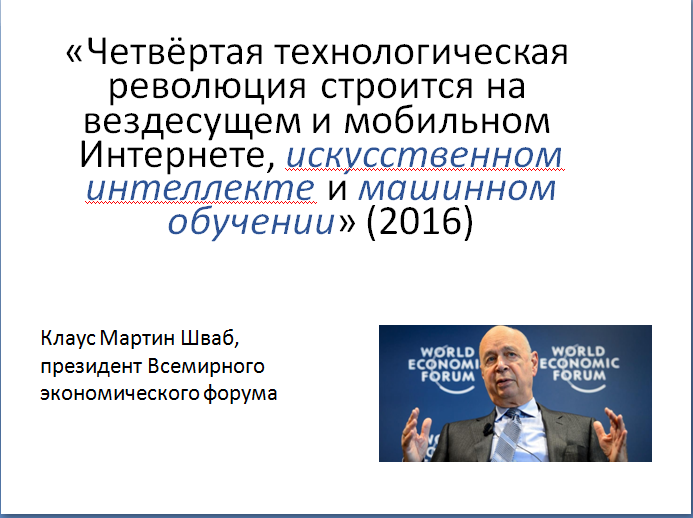 «Четвёртая технологическая
революция строится на
вездесущем и мобильном
Интернете, искусственном
интеллекте и машинном
обучении» (2016)
Клаус Мартин Шваб,
президент Всемирного
экономического форума
WORLD
ECONOMIC
FORUM
WORLD
ECONOMIC
FORUM